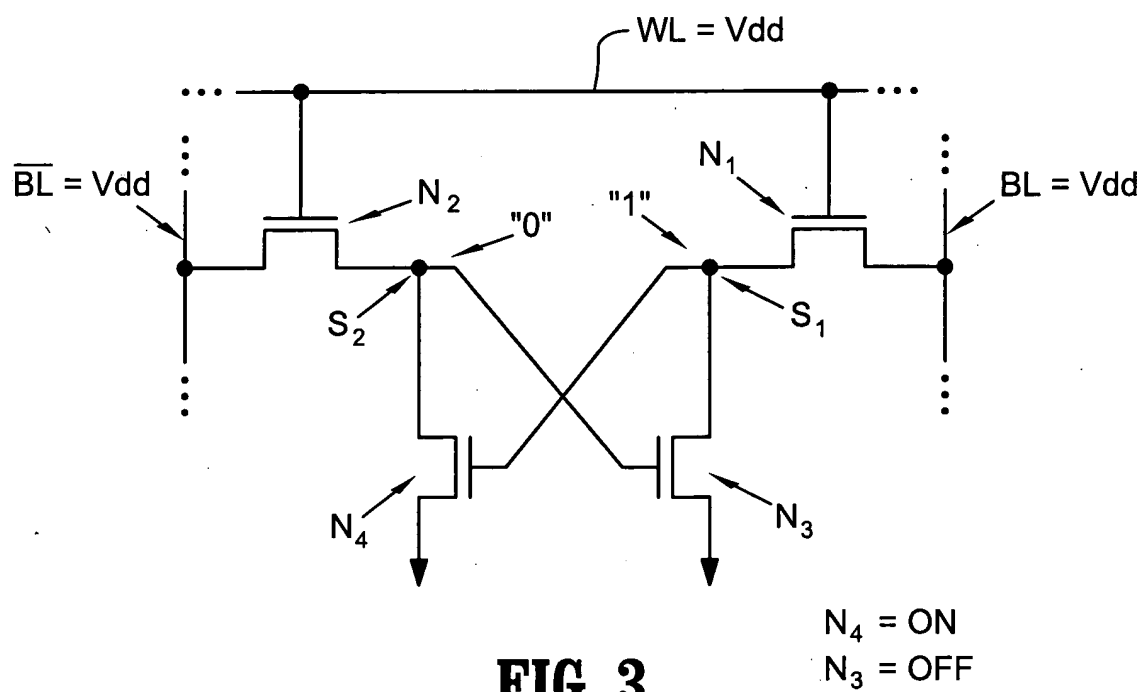 WL = Vdd
B̅L̅ = Vdd
N₂
"0"
"1"
N₁
BL = Vdd
S₂
S₁
N₄
N₃
N₄ = ON
N₃ = OFF
FIG. 3